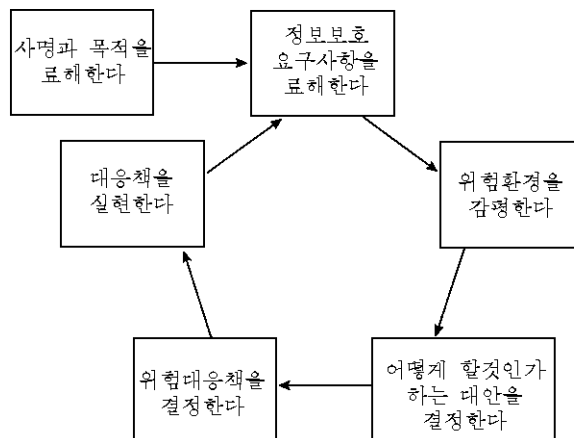 사명과 목적을
료해한다
정보보호
요구사항을
료해한다
위험환경을
감평한다
어떻게 할것인가
하는 대안을
결정한다
위험대응책을
결정한다
대응책을
실현한다